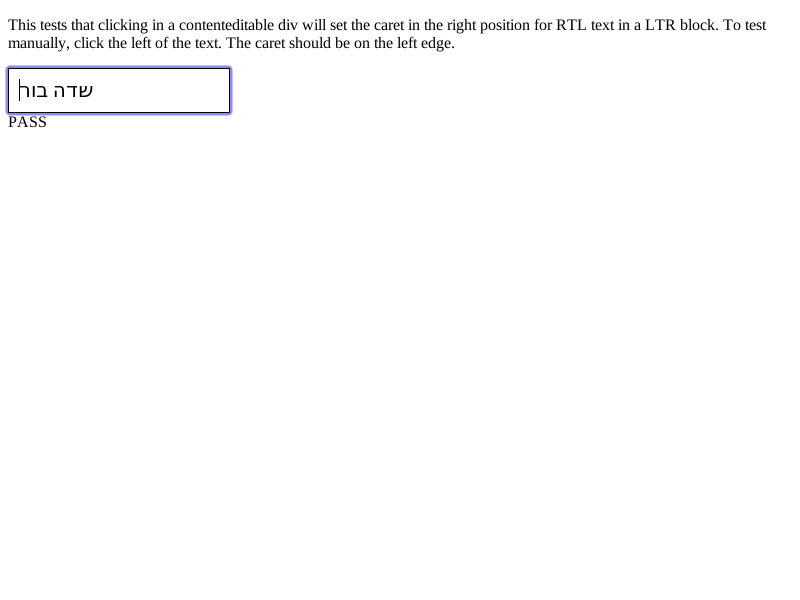 This tests that clicking in a contenteditable div will set the caret in the right position for RTL text in a LTR block. To test
manually, click the left of the text. The caret should be on the left edge.
שדה בור
PASS